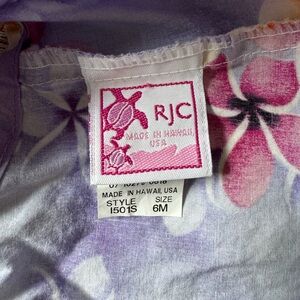 RJC
MADE IN HAWAII,
USA
MADE IN HAWAII, USA
STYLE SIZE
1501S 6M